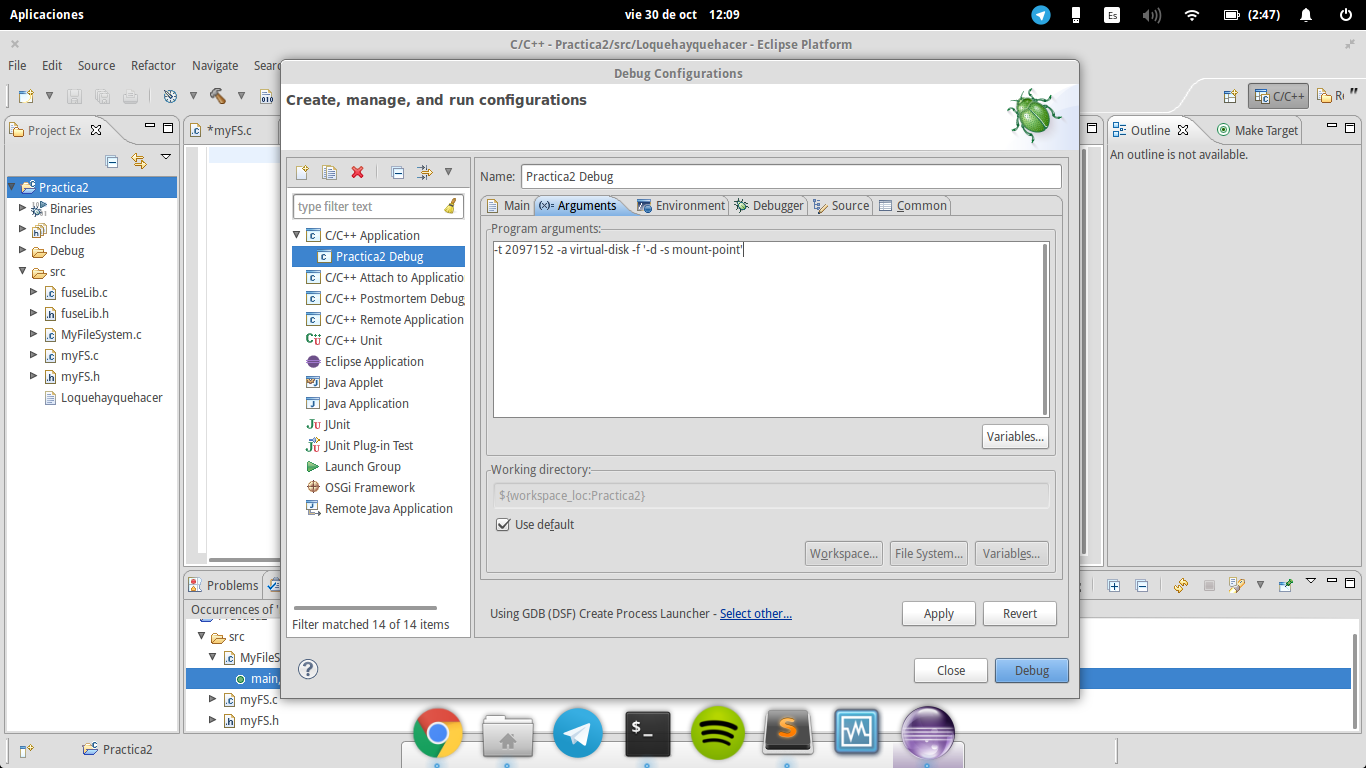 Aplicaciones
vie 30 de oct 12:09
Es
(2:47)
C/C++ - Practica2/src/Loquehayquehacer - Eclipse Platform
File Edit Source Refactor Navigate Sear
C/C++
Project Ex
*myFS.c
Outline
Make Target
An outline is not available.
Practica2
Binaries
Includes
Debug
src
fuseLib.c
fuseLib.h
MyFileSystem.c
myFS.c
myFS.h
Loquehayquehacer
Debug Configurations
Create, manage, and run configurations
type filter text
C/C++ Application
Practica2 Debug
C/C++ Attach to Applicatio
C/C++ Postmortem Debug
C/C++ Remote Application
C/C++ Unit
Eclipse Application
Java Applet
Java Application
JUnit
JUnit Plug-in Test
Launch Group
OSGi Framework
Remote Java Application
Filter matched 14 of 14 items
Name: Practica2 Debug
Main
(x)= Arguments
Environment
Debugger
Source
Common
Program arguments:
-t 2097152 -a virtual-disk -f '-d -s mount-point'
Variables...
Working directory:
${workspace_loc:Practica2}
Use default
Workspace... File System... Variables...
Using GDB (DSF) Create Process Launcher - Select other...
Apply Revert
Close Debug
Problems
Occurrences of '
src
MyFileS
main
myFS.c
myFS.h
Practica2